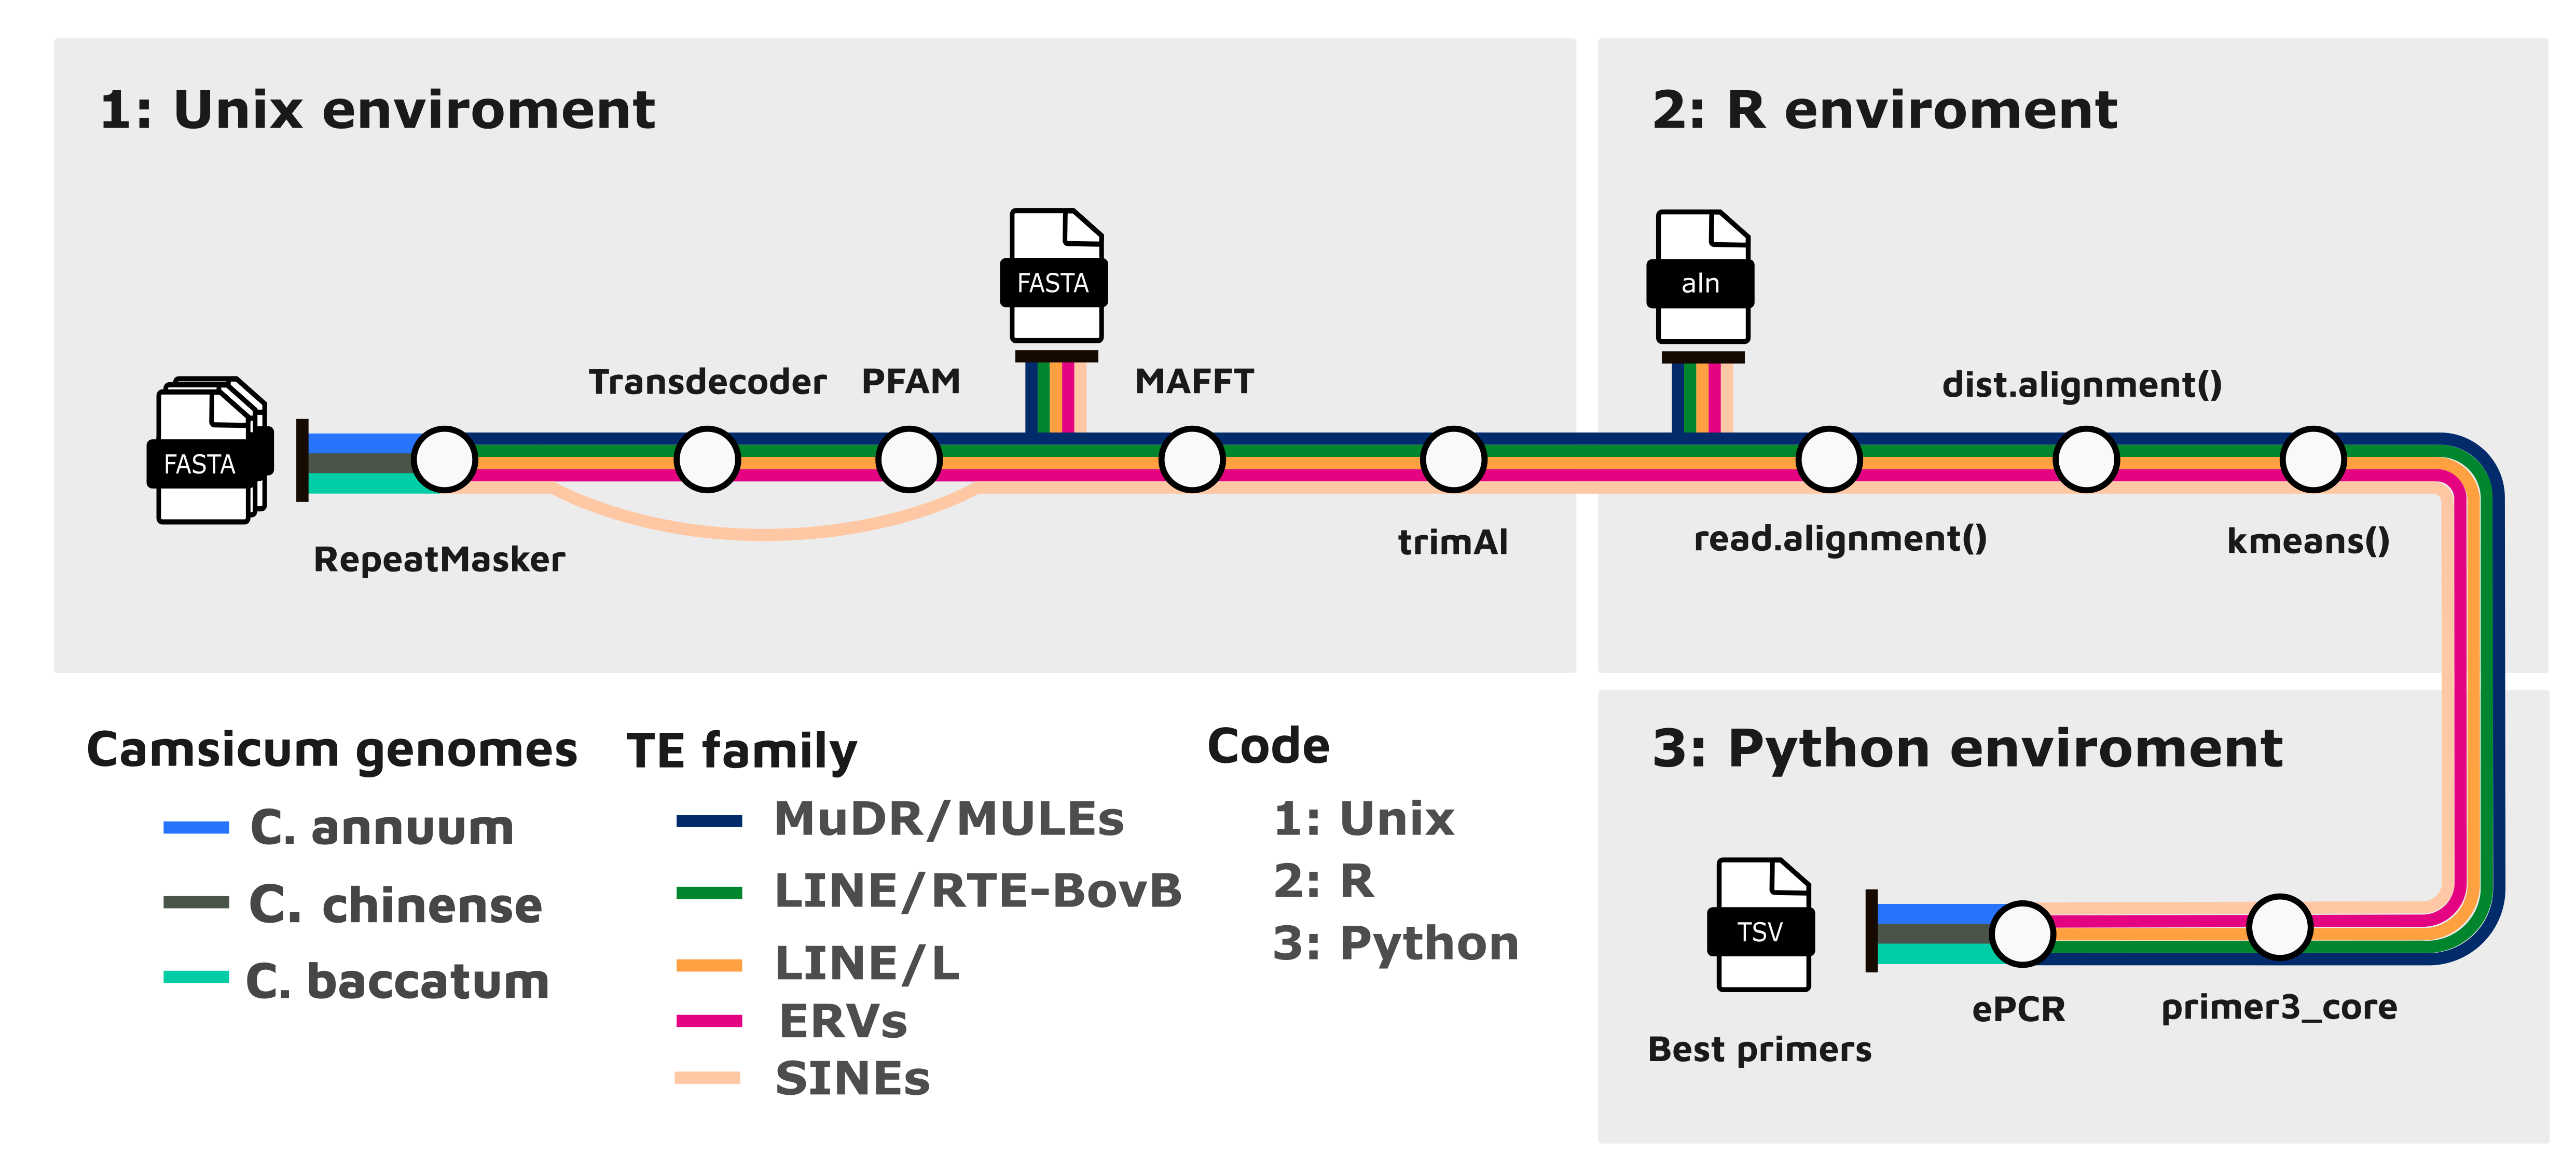 1: Unix enviroment
FASTA
FASTA
Transdecoder
PFAM
MAFFT
RepeatMasker
trimAl
2: R enviroment
aln
dist.alignment()
read.alignment()
kmeans()
Camsicum genomes
C. annuum
C. chinense
C. baccatum
TE family
MuDR/MULEs
LINE/RTE-BovB
LINE/L
ERVs
SINEs
Code
1: Unix
2: R
3: Python
3: Python enviroment
TSV
ePCR
primer3_core
Best primers